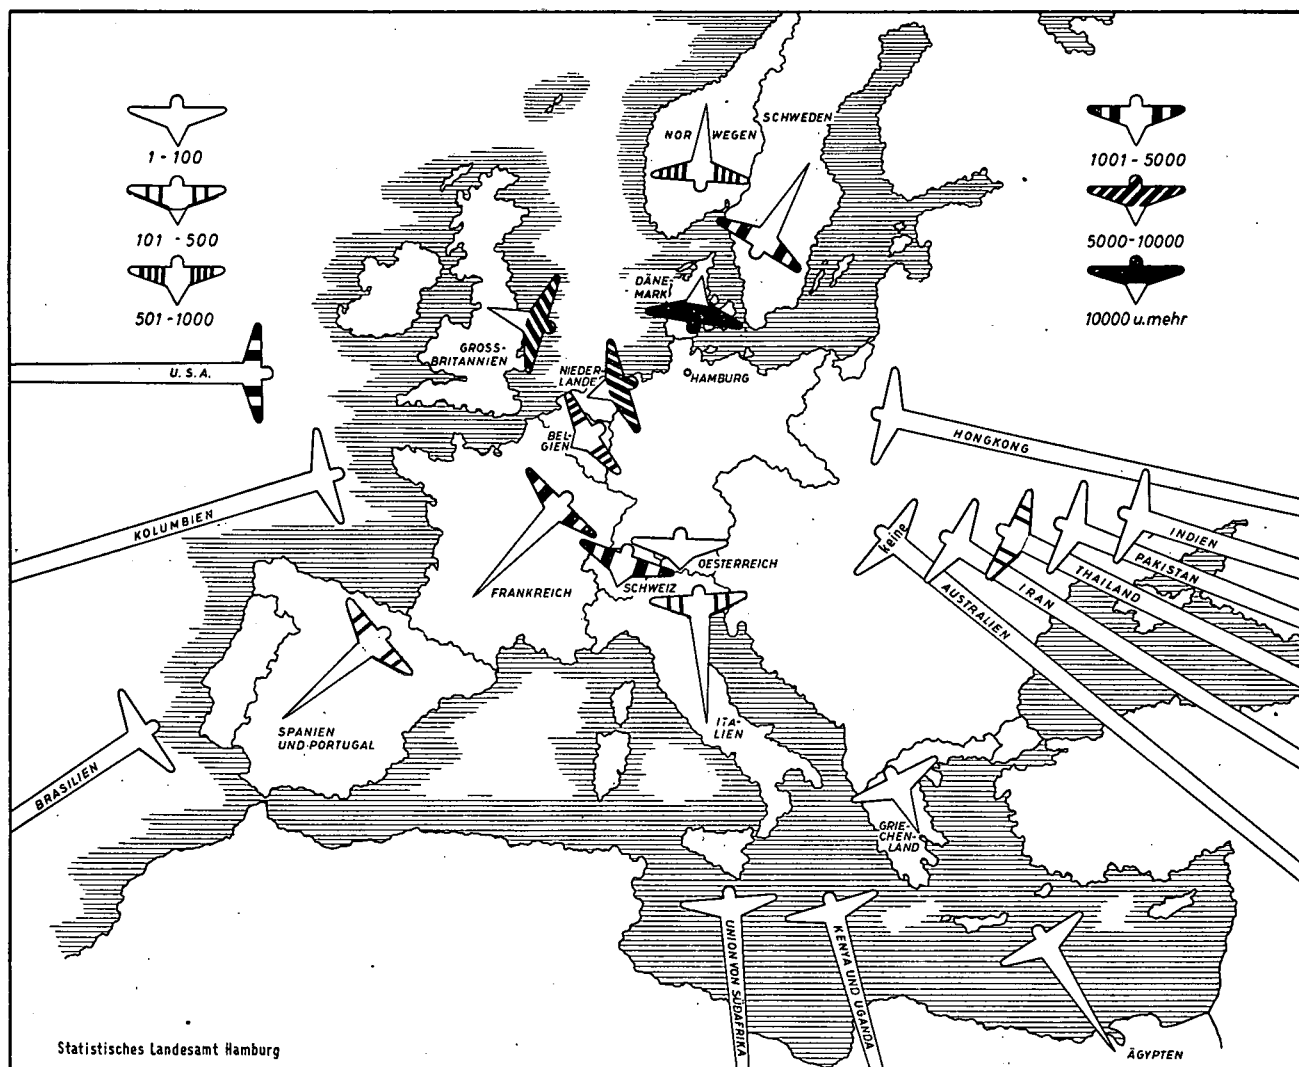 1-100
101-500
501-1000
1001-5000
5000-10000
10000 u. mehr
NORWEGEN
SCHWEDEN
DÄNE-
MARK
GROSS-
BRITANNIEN
NIEDER-
LANDE
HAMBURG
U.S.A.
BEL-
GIEN
HONGKONG
KOLUMBIEN
INDIEN
PAKISTAN
THAILAND
IRAN
keine
AUSTRALIEN
OESTERREICH
SCHWEIZ
FRANKREICH
SPANIEN
UND PORTUGAL
ITA-
LIEN
BRASILIEN
GRIE-
CHEN-
LAND
UNION VON SÜDAFRIKA
KENYA UND UGANDA
ÄGYPTEN
Statistisches Landesamt Hamburg